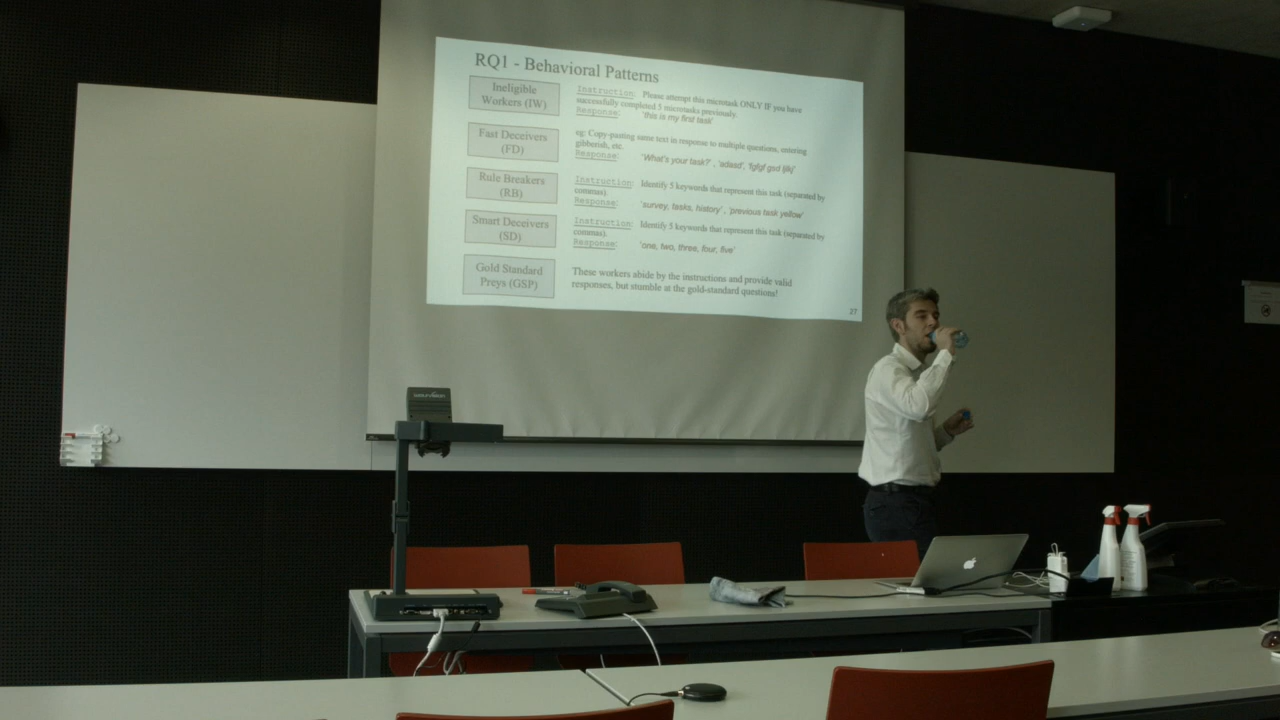 RQ1 - Behavioral Patterns
Ineligible
Workers (IW)
Instruction: Please attempt this microtask ONLY IF you have
successfully completed 5 microtasks previously.
Response: 'this is my first task'
Fast Deceivers
(FD)
eg: Copy-pasting same text in response to multiple questions, entering
gibberish, etc.
Response: 'What's your task?' , 'adasd',
Rule Breakers
(RB)
Instruction: Identify 5 keywords that represent this task (separated by
commas).
Response: 'survey, tasks, history' , 'previous task yellow'
Smart Deceivers
(SD)
Instruction: Identify 5 keywords that represent this task (separated by
commas).
Response: 'one, two, three, four, five'
Gold Standard
Preys (GSP)
These workers abide by the instructions and provide valid
responses, but stumble at the gold-standard questions!
27